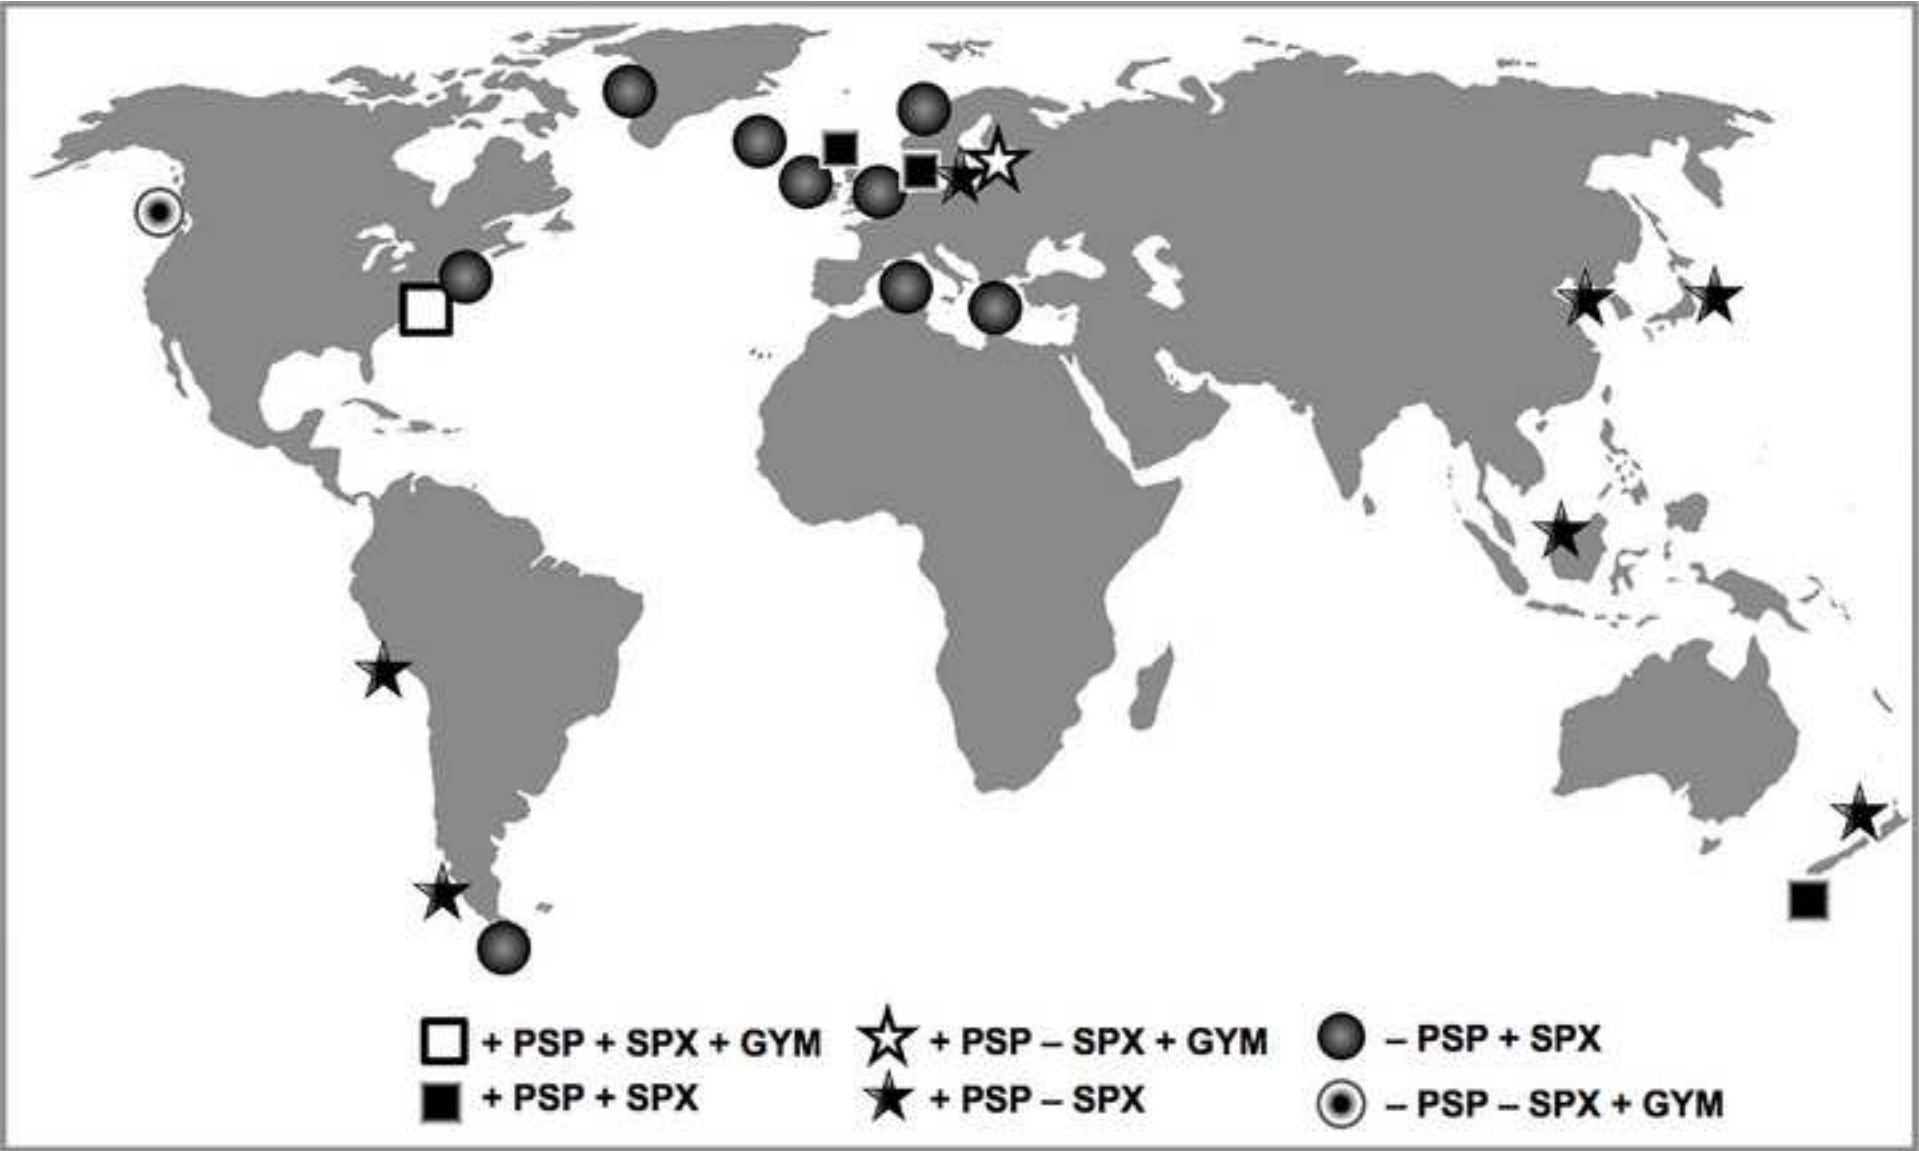 + PSP + SPX + GYM
+ PSP – SPX + GYM
– PSP + SPX
+ PSP + SPX
+ PSP – SPX
– PSP – SPX + GYM